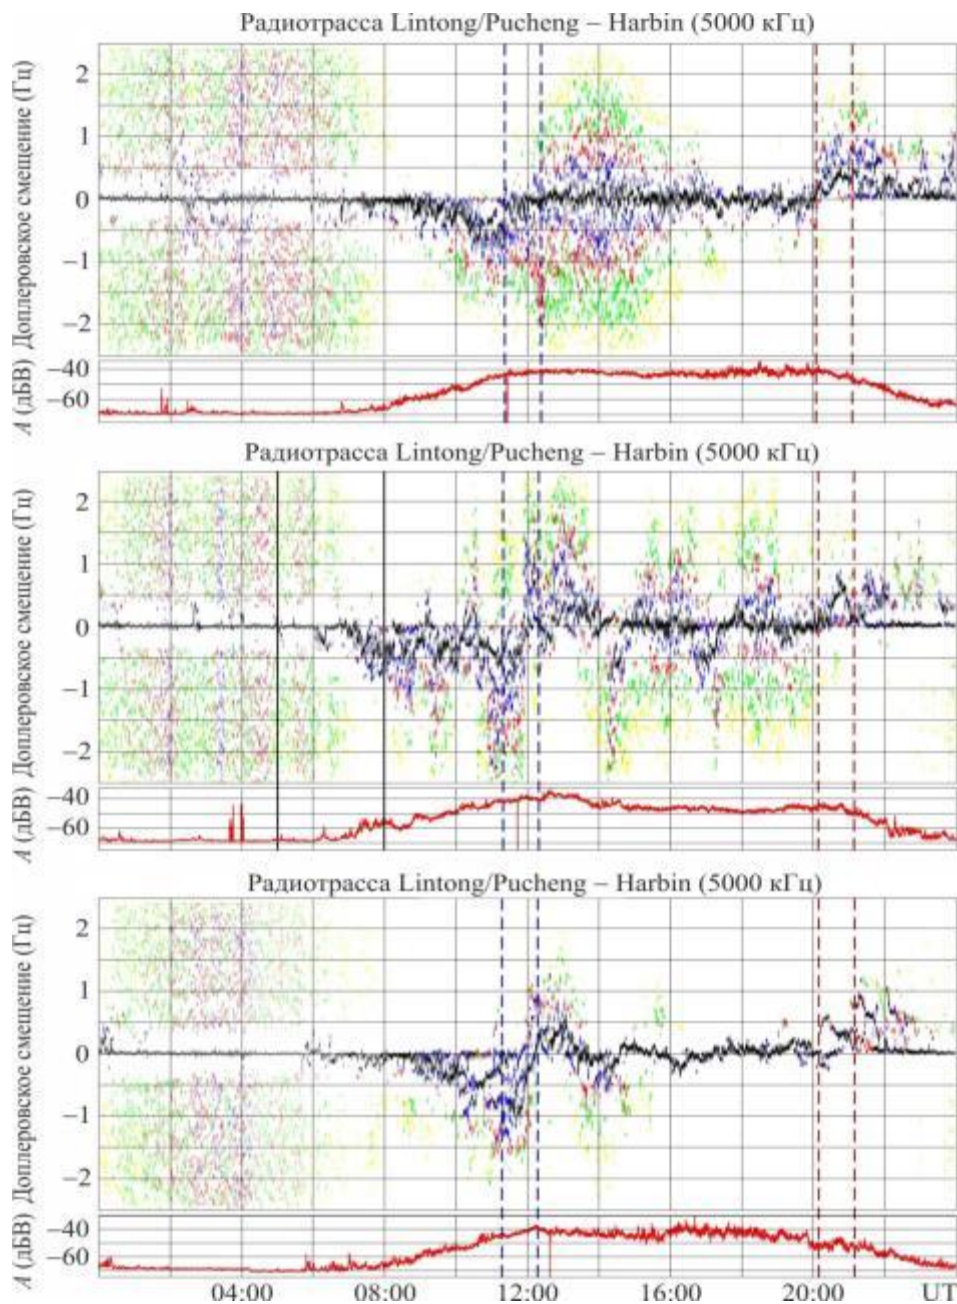 Радиотрасса Lintong/Pucheng – Harbin (5000 кГц)
Доплеровское смещение (Гц)
2
1
0
−1
−2
A (дБВ)
−40
−60
Радиотрасса Lintong/Pucheng – Harbin (5000 кГц)
Доплеровское смещение (Гц)
2
1
0
−1
−2
A (дБВ)
−40
−60
Радиотрасса Lintong/Pucheng – Harbin (5000 кГц)
Доплеровское смещение (Гц)
2
1
0
−1
−2
A (дБВ)
−40
−60
04:00 08:00 12:00 16:00 20:00 UT